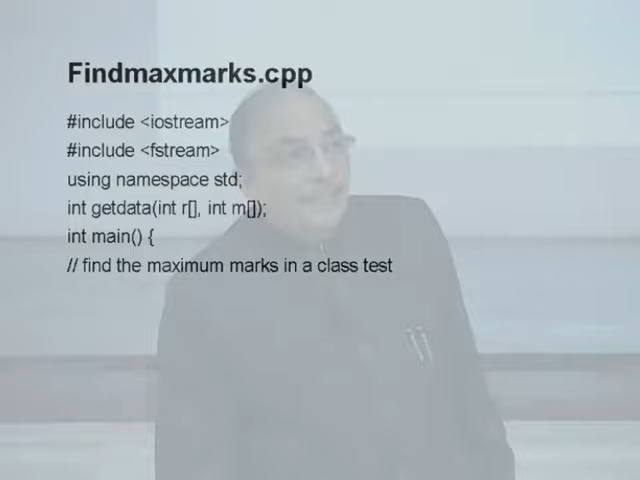 Findmaxmarks.cpp
#include <iostream>
#include <fstream>
using namespace std;
int getdata(int r[], int m[]);
int main() {
// find the maximum marks in a class test